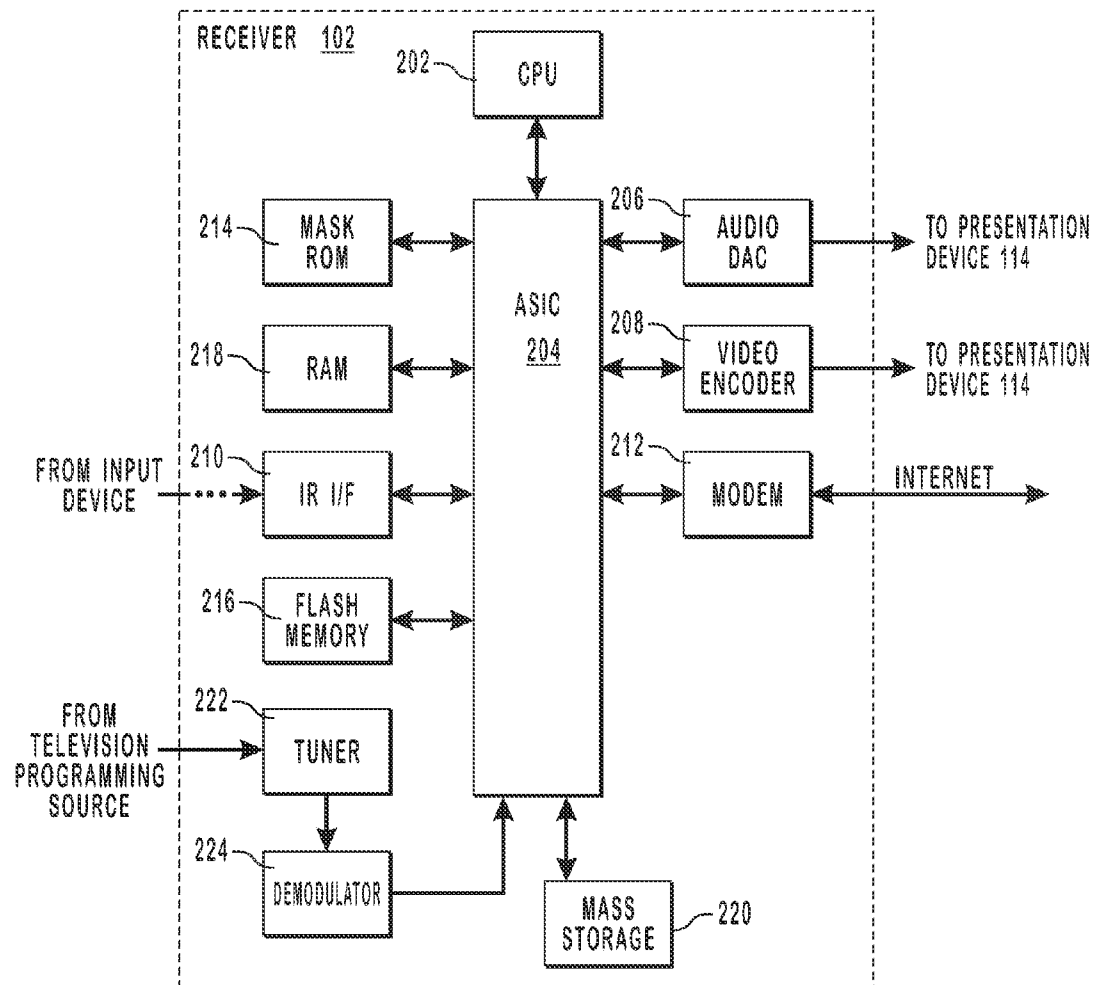 RECEIVER 102
202
CPU
214
MASK
ROM
206
AUDIO
DAC
TO PRESENTATION
DEVICE 114
ASIC
204
218
RAM
208
VIDEO
ENCODER
TO PRESENTATION
DEVICE 114
FROM INPUT
DEVICE
210
IR I/F
212
MODEM
INTERNET
216
FLASH
MEMORY
FROM
TELEVISION
PROGRAMMING
SOURCE
222
TUNER
224
DEMODULATOR
MASS
STORAGE
220